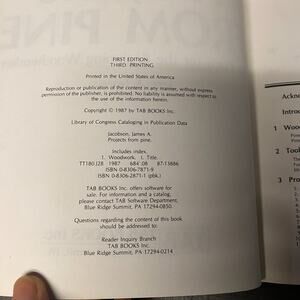 FIRST EDITION
THIRD PRINTING
Printed in the United States of America
Reproduction or publication of the content in any manner, without express
permission of the publisher, is prohibited. No liability is assumed with respect to
the use of the information herein.
Copyright © 1987 by TAB BOOKS Inc.
Library of Congress Cataloging in Publication Data
Jacobson, James A.
Projects from pine.
Includes index.
1. Woodwork. 1. Title.
TT180.J28 1987 684'.08 87-13886
ISBN 0-8306-7871-9
ISBN 0-8306-2871-1 (pbk.)
TAB BOOKS Inc. offers software for
sale. For information and a catalog,
please contact TAB Software Department,
Blue Ridge Summit, PA 17294-0850.
Questions regarding the content of this book
should be addressed to:
Reader Inquiry Branch
TAB BOOKS Inc.
Blue Ridge Summit, PA 17294-0214
Ackno
Introd
1 Woo
2 Tool
3 Pro